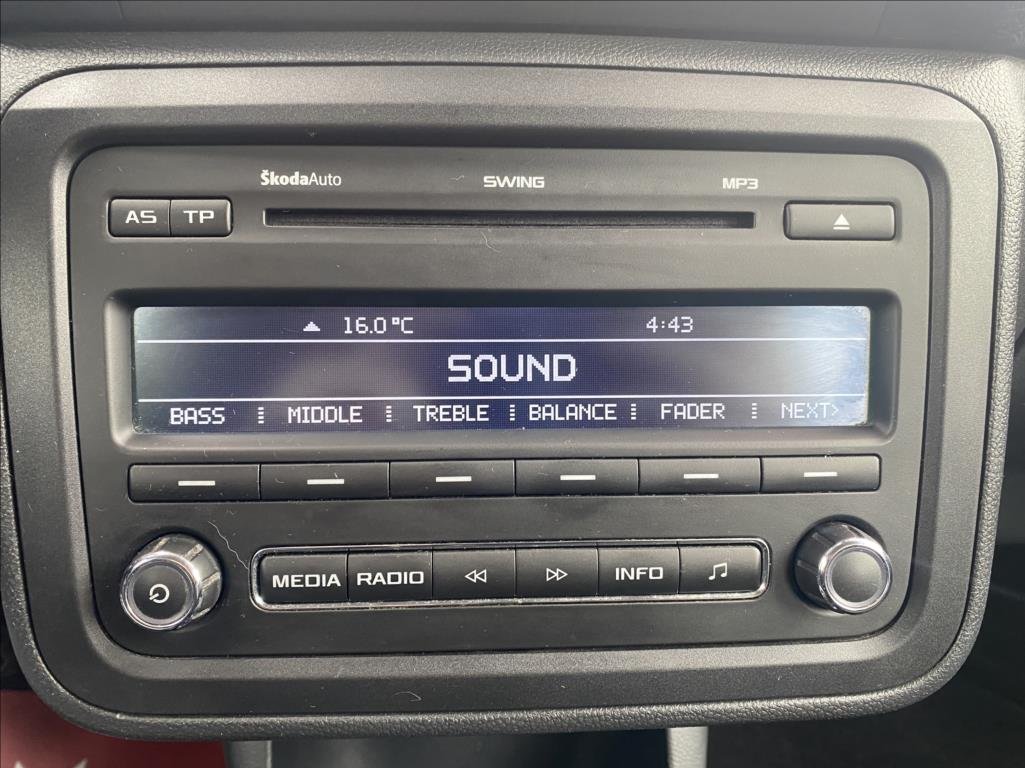 ŠkodaAuto SWING MP3
AS TP
16.0°C 4:43
SOUND
BASS MIDDLE TREBLE BALANCE FADER NEXT>
MEDIA RADIO INFO